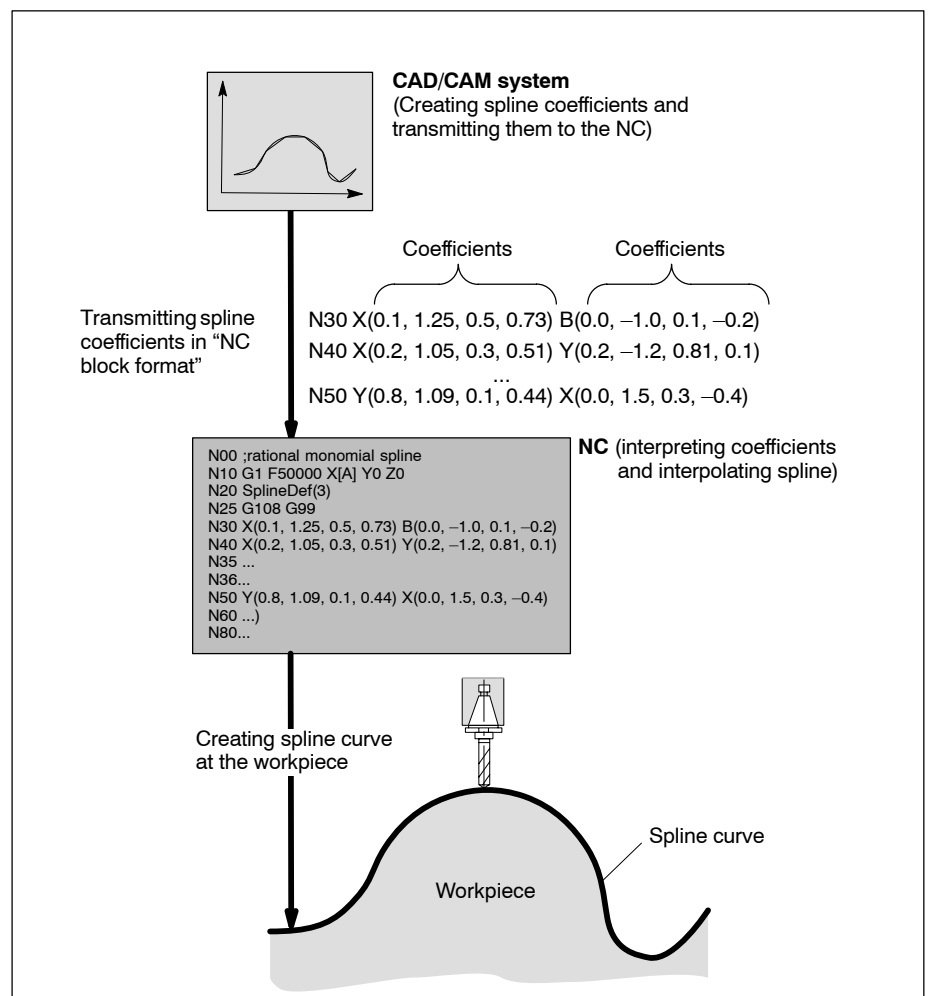 CAD/CAM system
(Creating spline coefficients and
transmitting them to the NC)
Coefficients Coefficients
Transmitting spline
coefficients in “NC
block format”
N30 X(0.1, 1.25, 0.5, 0.73) B(0.0, –1.0, 0.1, –0.2)
N40 X(0.2, 1.05, 0.3, 0.51) Y(0.2, –1.2, 0.81, 0.1)
...
N50 Y(0.8, 1.09, 0.1, 0.44) X(0.0, 1.5, 0.3, –0.4)
NC (interpreting coefficients
and interpolating spline)
N00 ;rational monomial spline
N10 G1 F50000 X[A] Y0 Z0
N20 SplineDef(3)
N25 G108 G99
N30 X(0.1, 1.25, 0.5, 0.73) B(0.0, –1.0, 0.1, –0.2)
N40 X(0.2, 1.05, 0.3, 0.51) Y(0.2, –1.2, 0.81, 0.1)
N35 ...
N36...
N50 Y(0.8, 1.09, 0.1, 0.44) X(0.0, 1.5, 0.3, –0.4)
N60 ...)
N80...
Creating spline curve
at the workpiece
Spline curve
Workpiece